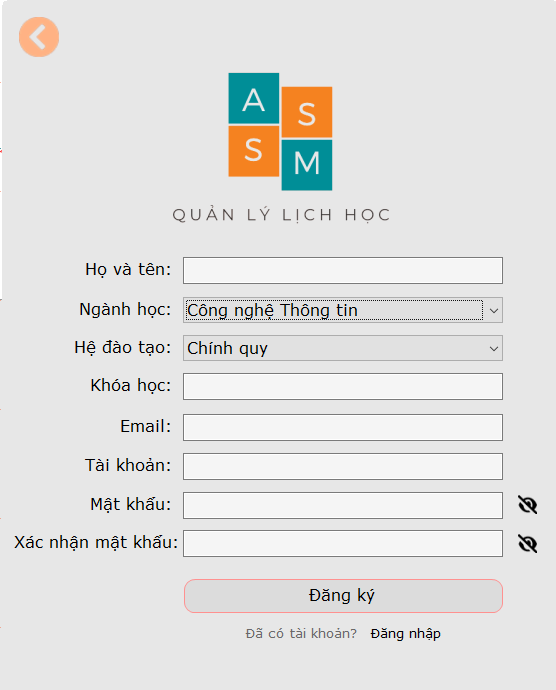 A S
S M
QUẢN LÝ LỊCH HỌC
Họ và tên:
Ngành học: Công nghệ Thông tin
Hệ đào tạo: Chính quy
Khóa học:
Email:
Tài khoản:
Mật khẩu:
Xác nhận mật khẩu:
Đăng ký
Đã có tài khoản? Đăng nhập